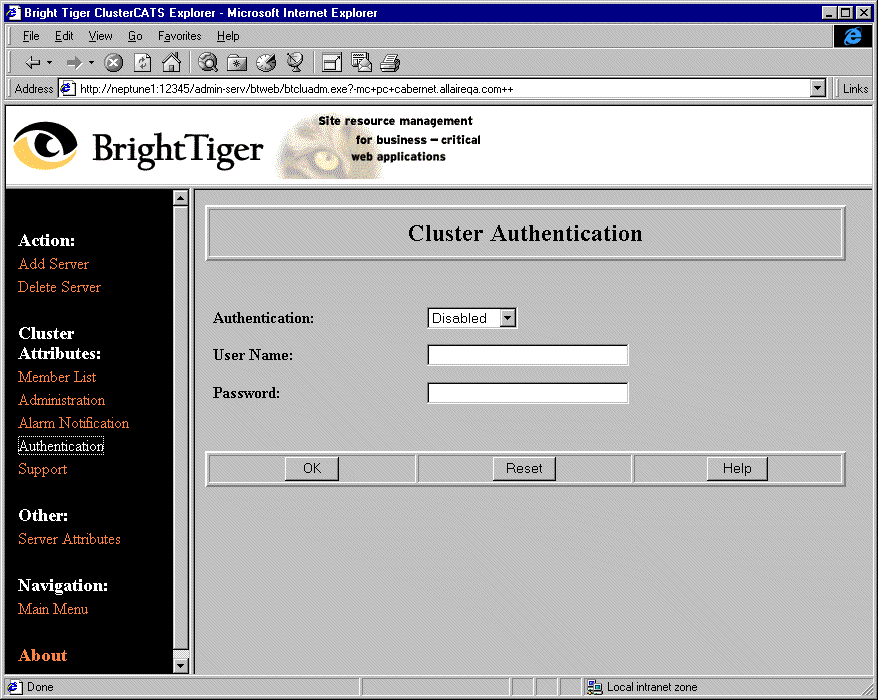 Bright Tiger ClusterCATS Explorer - Microsoft Internet Explorer
File Edit View Go Favorites Help
Address http://neptune1:12345/admin-serv/btweb/btcluadm.exe?-mc+pc+cabernet.allaireqa.com++ Links
BrightTiger
Site resource management
for business – critical
web applications
Action:
Add Server
Delete Server
Cluster
Attributes:
Member List
Administration
Alarm Notification
Authentication
Support
Other:
Server Attributes
Navigation:
Main Menu
About
Cluster Authentication
Authentication: Disabled
User Name:
Password:
OK Reset Help
Done Local intranet zone